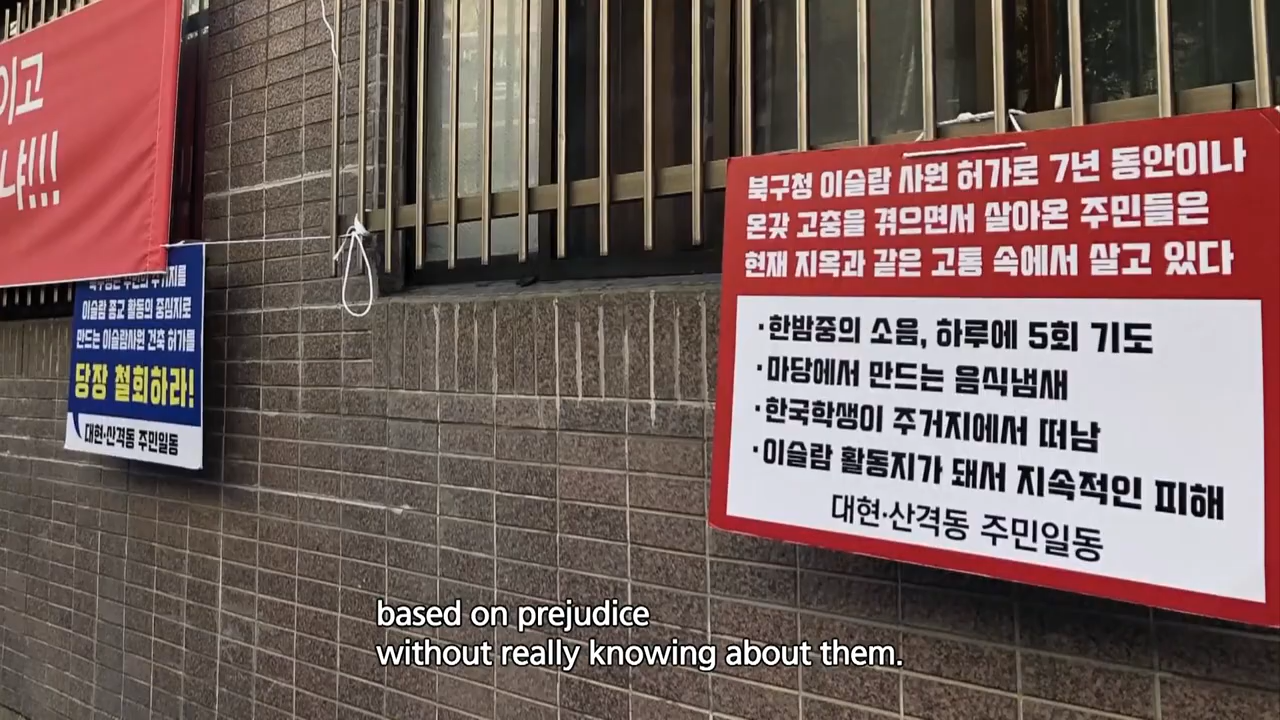 이고
냐!!!
이슬람 종교 활동의 중심지로
만드는 이슬람사원 건축 허가를
당장 철회하라!
대현·산격동 주민일동
북구청 이슬람 사원 허가로 7년 동안이나
온갖 고충을 겪으면서 살아온 주민들은
현재 지옥과 같은 고통 속에서 살고 있다
·한밤중의 소음, 하루에 5회 기도
·마당에서 만드는 음식냄새
·한국학생이 주거지에서 떠남
·이슬람 활동지가 돼서 지속적인 피해
대현·산격동 주민일동
based on prejudice
without really knowing about them.